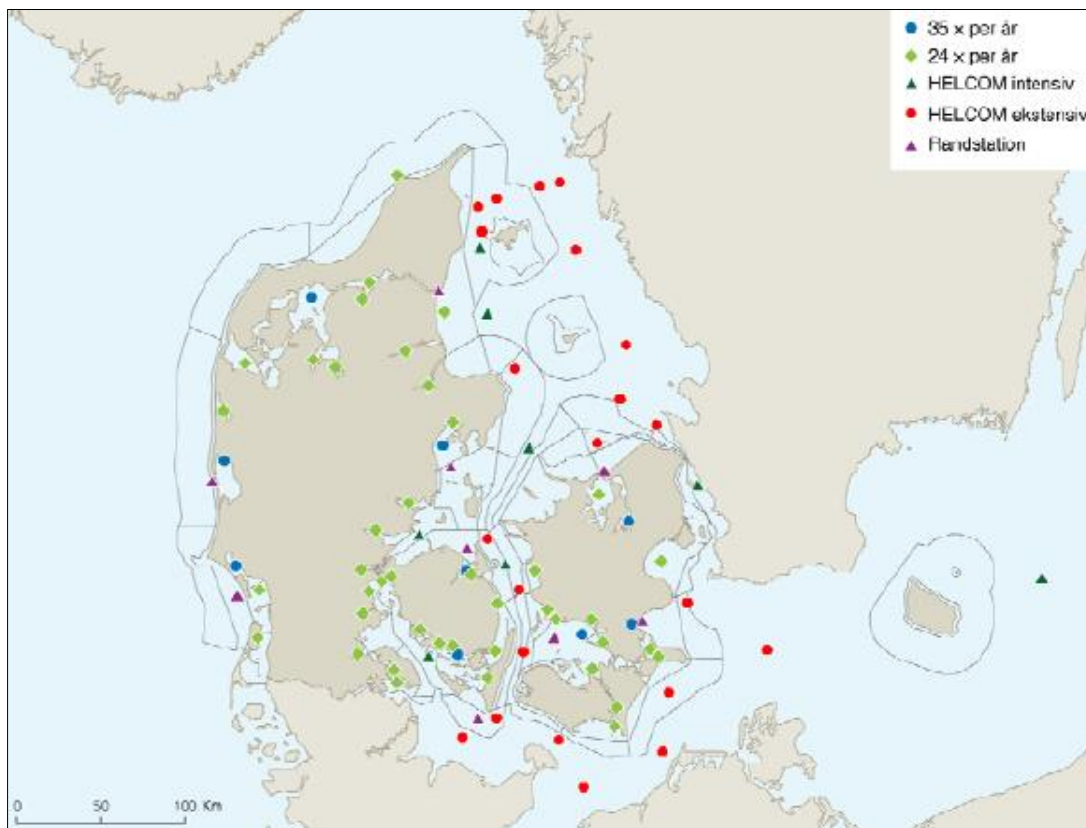 35 x per år
24 x per år
HELCOM intensiv
HELCOM ekstensiv
Randstation
0 50 100 Km